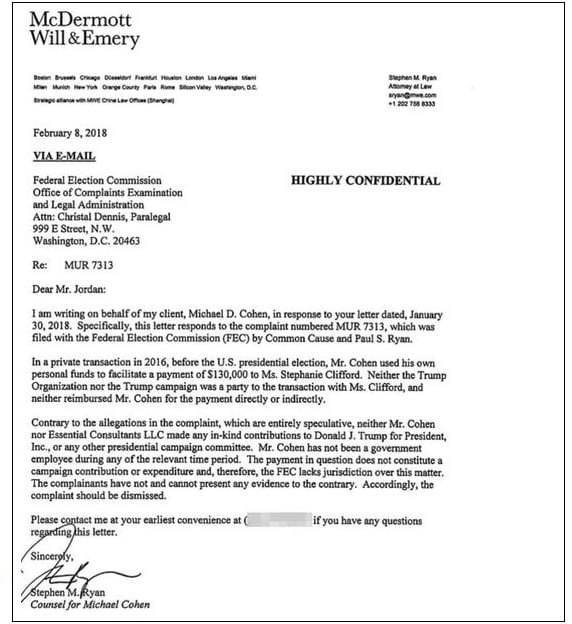 McDermott
Will & Emery
Boston Brussels Chicago Düsseldorf Frankfurt Houston London Los Angeles Miami
Milan Munich New York Orange County Paris Rome Silicon Valley Washington, D.C.
Strategic alliance with MWE China Law Offices (Shanghai)
Stephen M. Ryan
Attorney at Law
sryan@mwe.com
+1 202 756 8333
February 8, 2018
VIA E-MAIL
Federal Election Commission
Office of Complaints Examination
and Legal Administration
Attn: Christal Dennis, Paralegal
999 E Street, N.W.
Washington, D.C. 20463
HIGHLY CONFIDENTIAL
Re: MUR 7313
Dear Mr. Jordan:
I am writing on behalf of my client, Michael D. Cohen, in response to your letter dated, January
30, 2018. Specifically, this letter responds to the complaint numbered MUR 7313, which was
filed with the Federal Election Commission (FEC) by Common Cause and Paul S. Ryan.
In a private transaction in 2016, before the U.S. presidential election, Mr. Cohen used his own
personal funds to facilitate a payment of $130,000 to Ms. Stephanie Clifford. Neither the Trump
Organization nor the Trump campaign was a party to the transaction with Ms. Clifford, and
neither reimbursed Mr. Cohen for the payment directly or indirectly.
Contrary to the allegations in the complaint, which are entirely speculative, neither Mr. Cohen
nor Essential Consultants LLC made any in-kind contributions to Donald J. Trump for President,
Inc., or any other presidential campaign committee. Mr. Cohen has not been a government
employee during any of the relevant time period. The payment in question does not constitute a
campaign contribution or expenditure and, therefore, the FEC lacks jurisdiction over this matter.
The complainants have not and cannot present any evidence to the contrary. Accordingly, the
complaint should be dismissed.
Please contact me at your earliest convenience at ( if you have any questions
regarding this letter.
Sincerely,
Stephen M. Ryan
Counsel for Michael Cohen